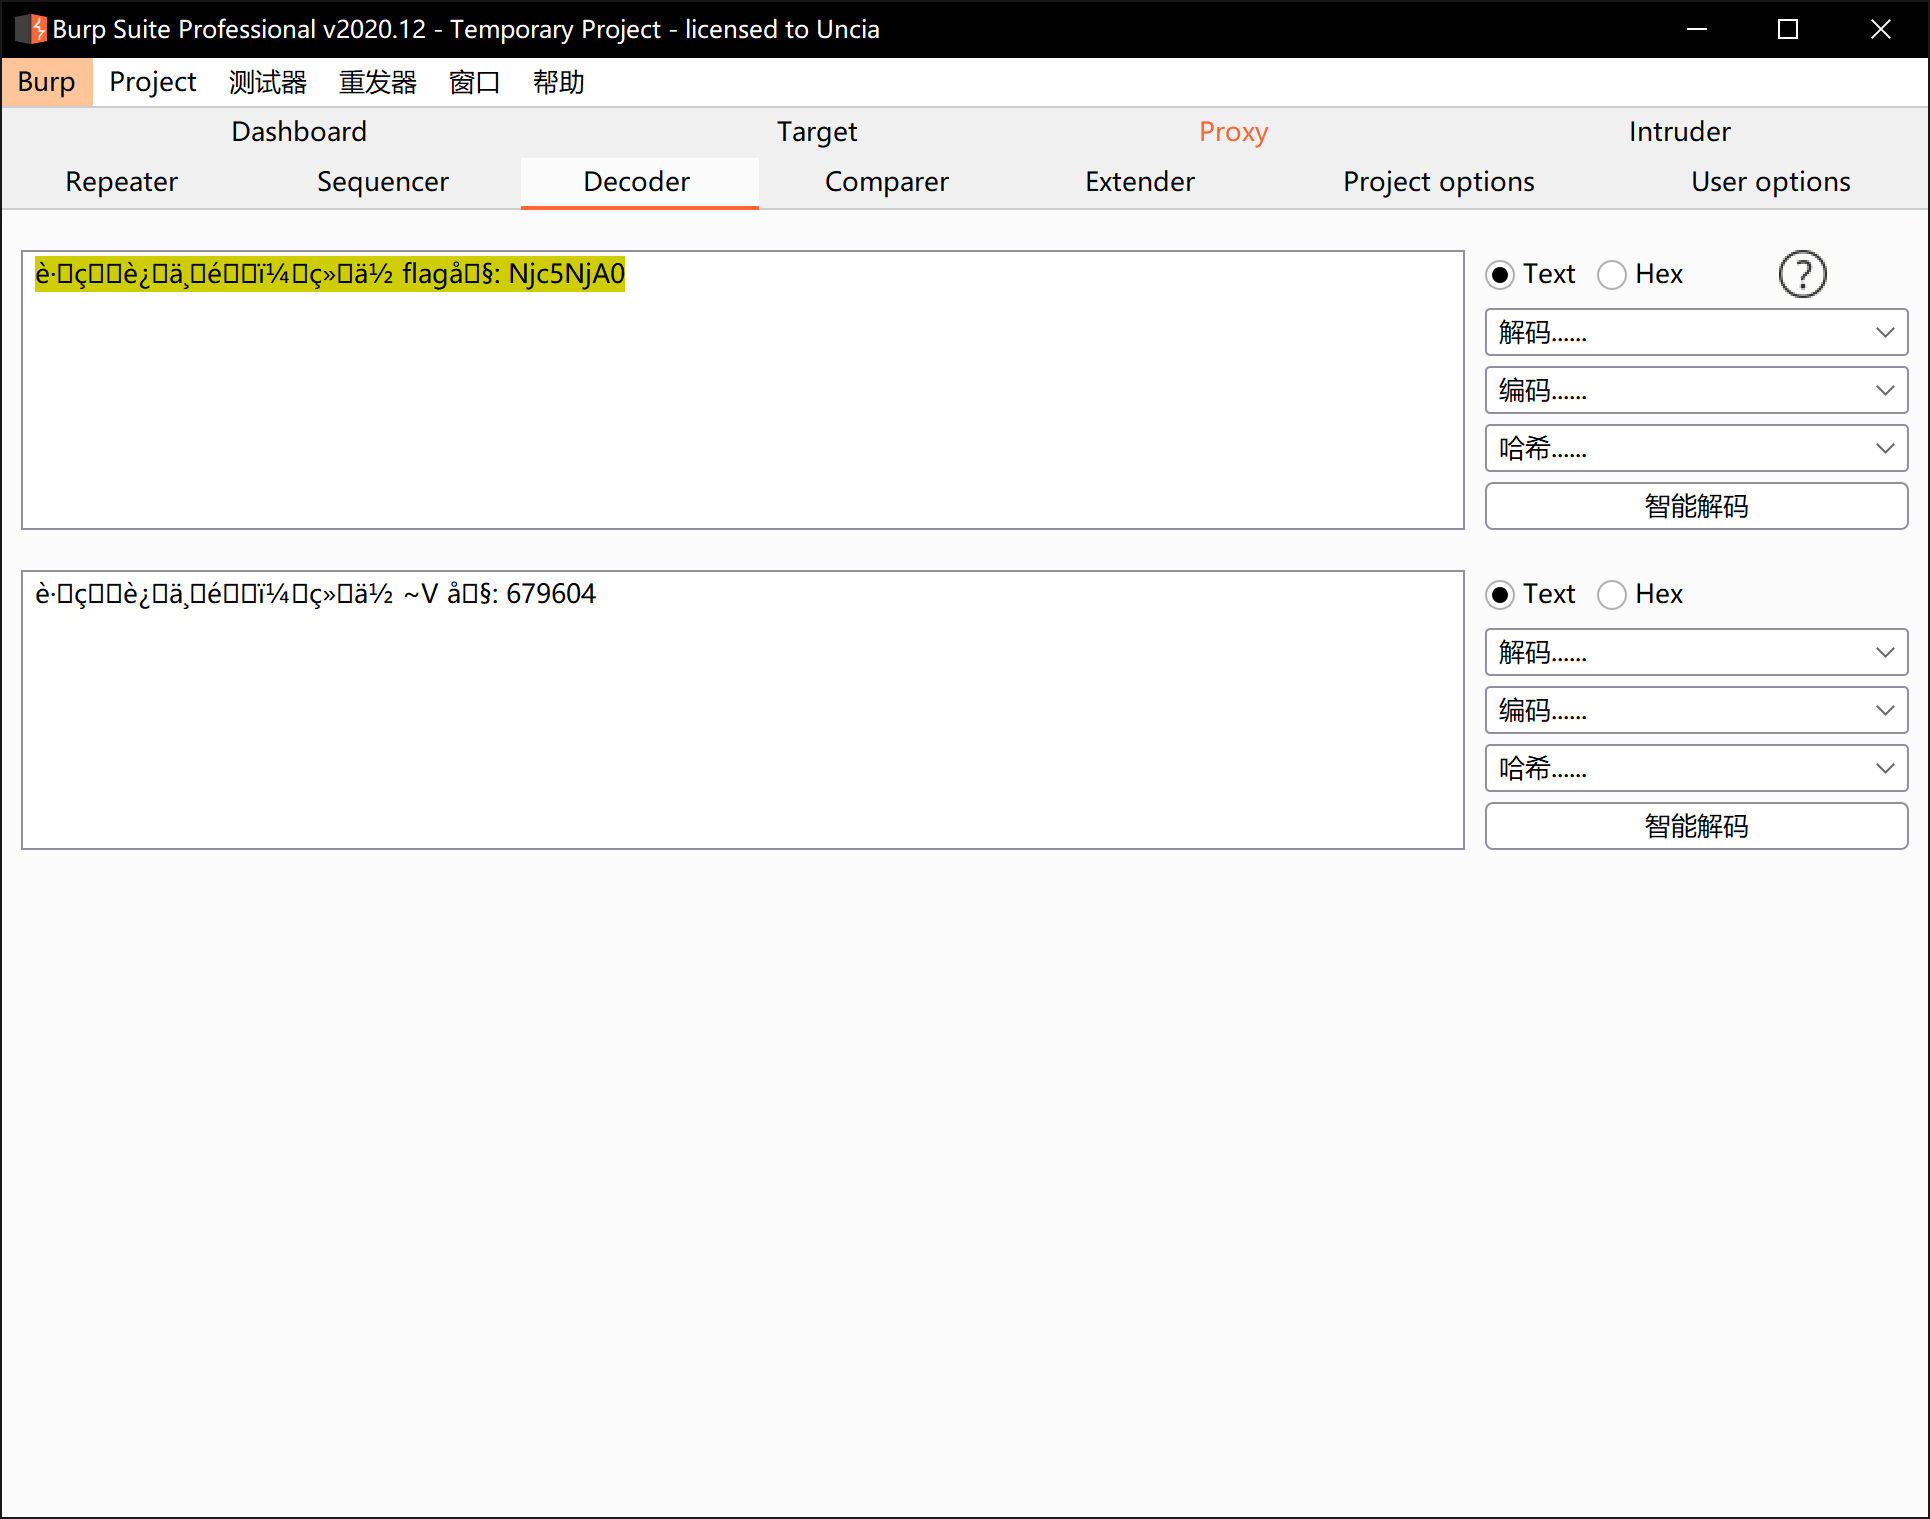 Burp Suite Professional v2020.12 - Temporary Project - licensed to Uncia
Burp Project 测试器 重发器 窗口 帮助
Dashboard Target Proxy Intruder
Repeater Sequencer Decoder Comparer Extender Project options User options
è·□ç□□è¿□ä¸□é□□ï¼□ç»□ä½ flagå□§: Njc5NjA0
Text Hex ?
解码......
编码......
哈希......
智能解码
è·□ç□□è¿□ä¸□é□□ï¼□ç»□ä½ ~V å□§: 679604
Text Hex
解码......
编码......
哈希......
智能解码